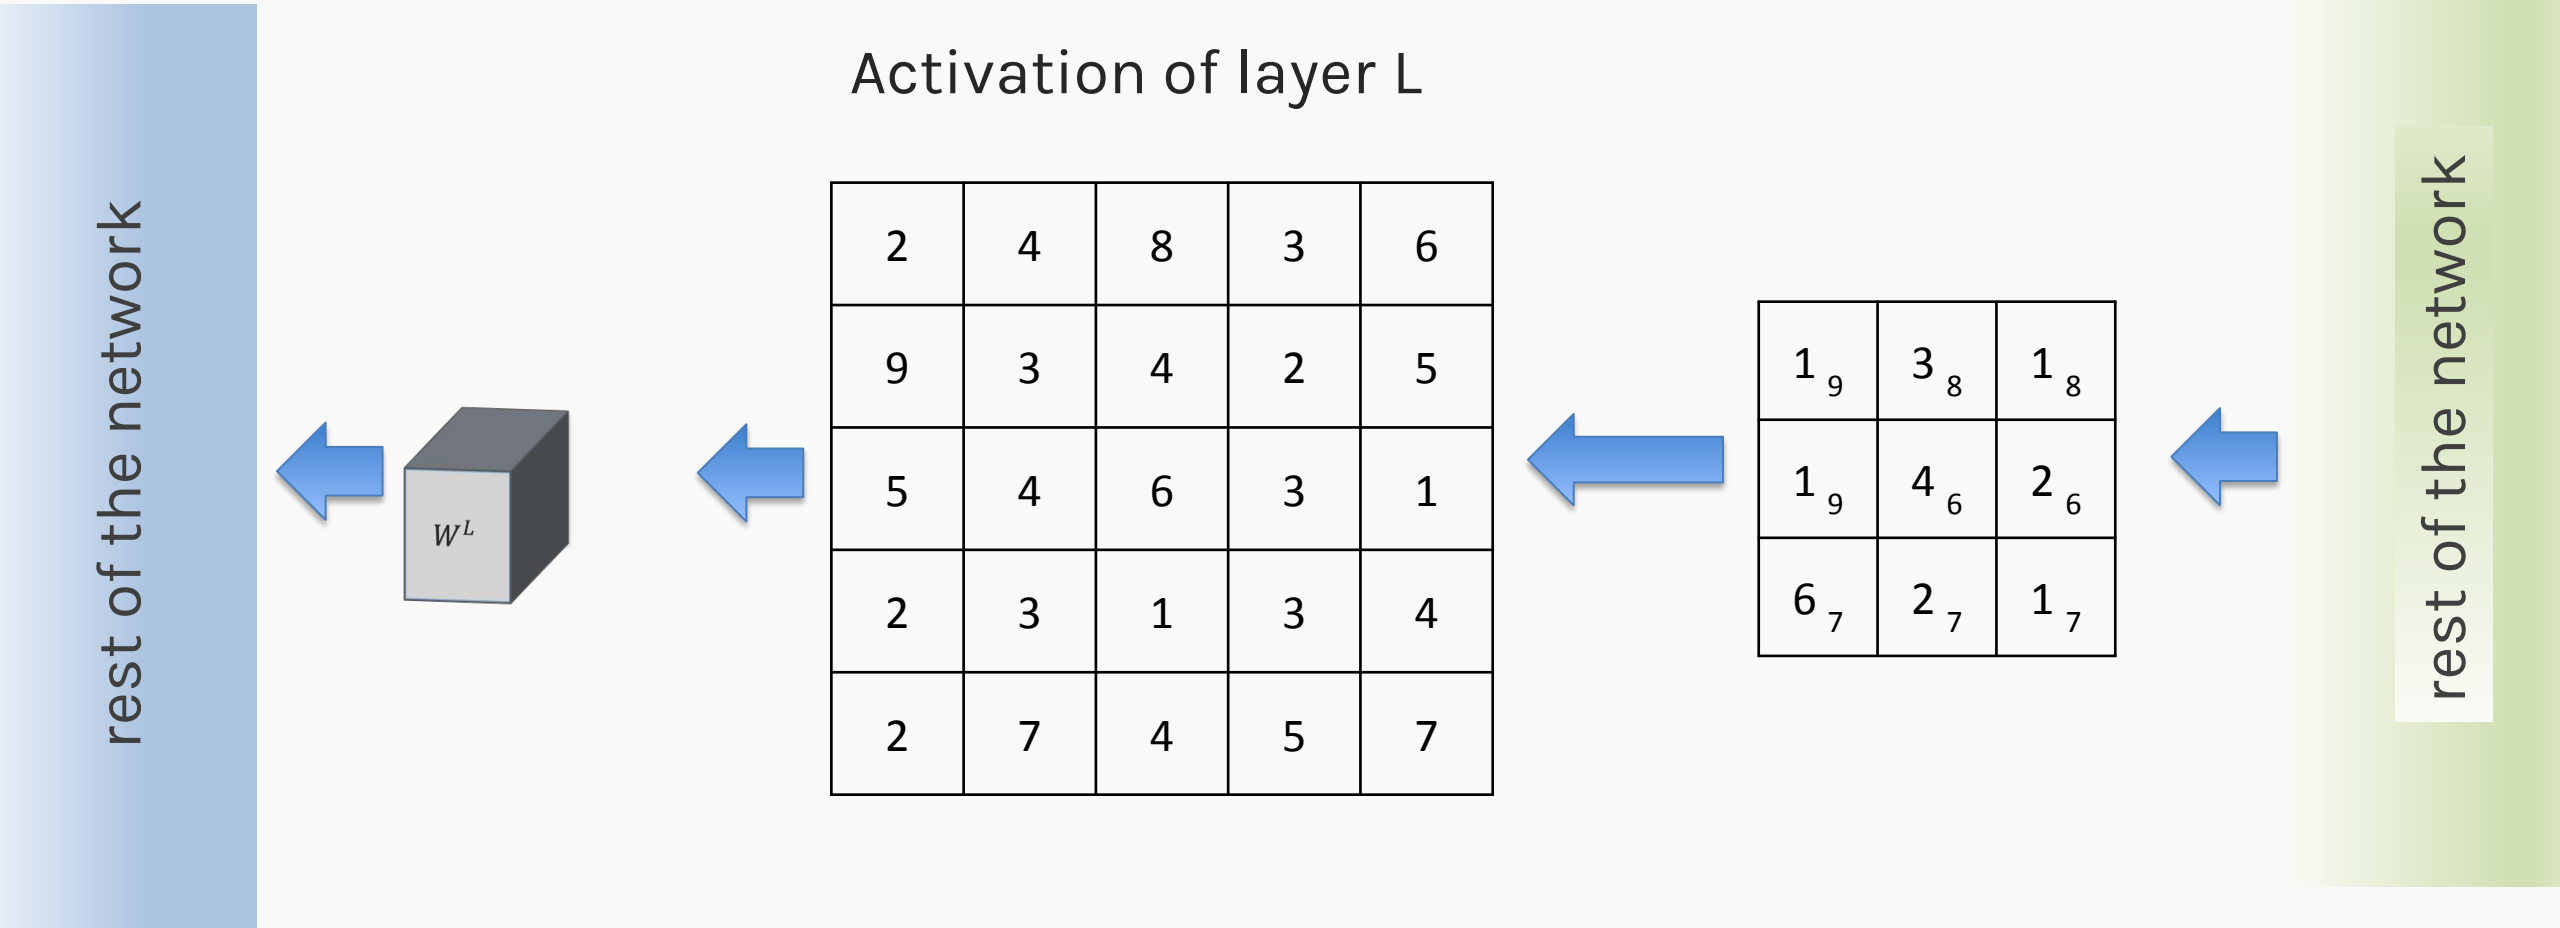 Activation of layer L
rest of the network
W^L
2 4 8 3 6
9 3 4 2 5
5 4 6 3 1
2 3 1 3 4
2 7 4 5 7
1 9 3 8 1 8
1 9 4 6 2 6
6 7 2 7 1 7
rest of the network